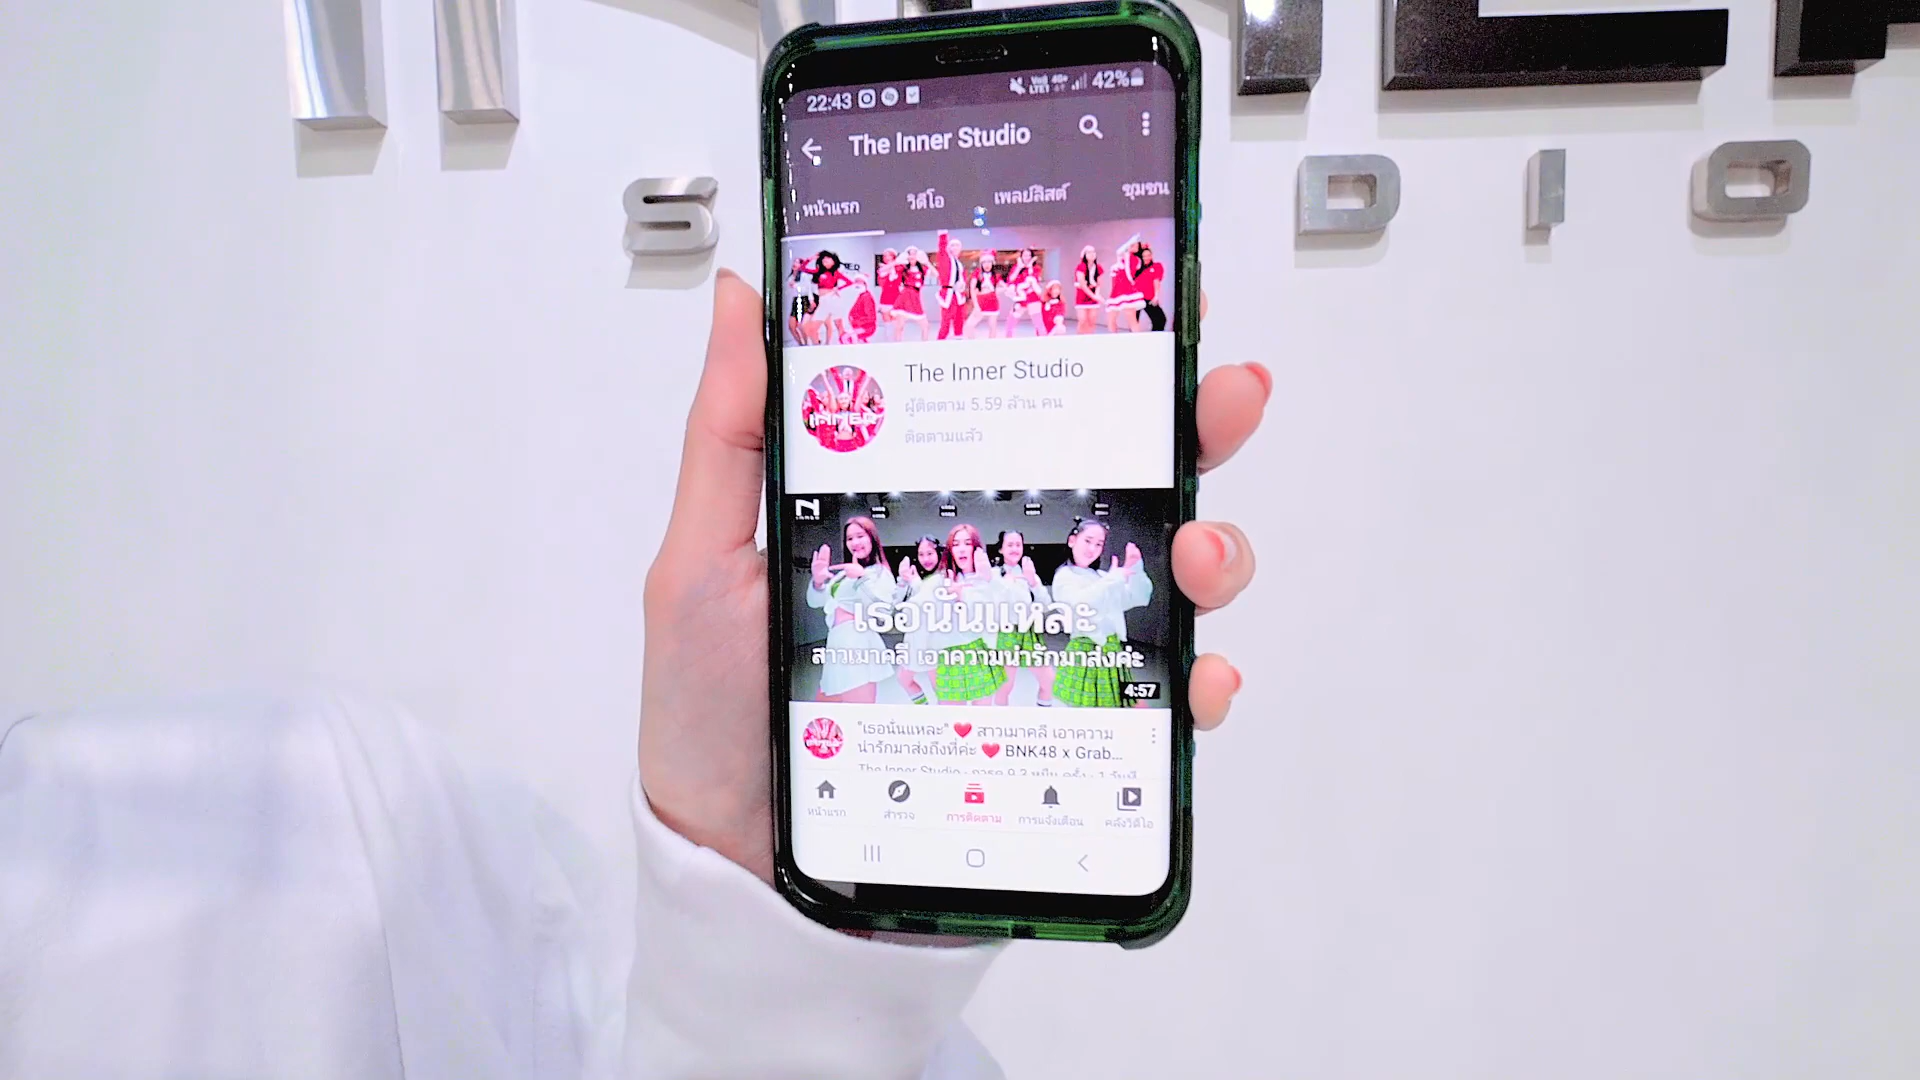 22:43 42%
The Inner Studio
หน้าแรก วิดีโอ เพลย์ลิสต์ ชุมชน
The Inner Studio
ผู้ติดตาม 5.59 ล้าน คน
ติดตามแล้ว
เธอนั่นแหละ
สาวเมาคลี เอาความน่ารักมาส่งค่ะ
4:57
"เธอนั่นแหละ" ❤️ สาวเมาคลี เอาความ
น่ารักมาส่งถึงที่ค่ะ ❤️ BNK48 x Grab...
The Inner Studio
หน้าแรก สำรวจ การติดตาม การแจ้งเตือน คลังวิดีโอ
S DIO